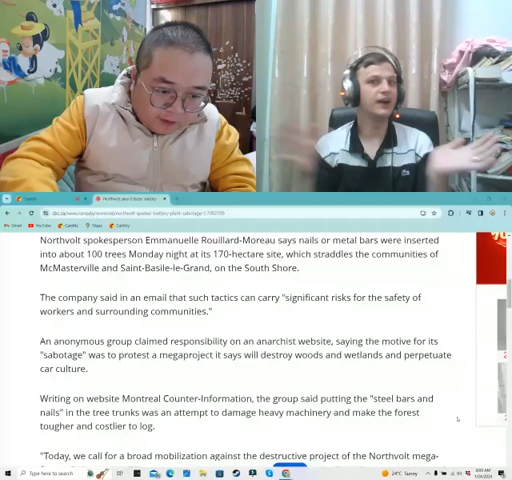 Northvolt spokesperson Emmanuelle Rouillard-Moreau says nails or metal bars were inserted
into about 100 trees Monday night at its 170-hectare site, which straddles the communities of
McMasterville and Saint-Basile-le-Grand, on the South Shore.
The company said in an email that such tactics can carry "significant risks for the safety of
workers and surrounding communities."
An anonymous group claimed responsibility on an anarchist website, saying the motive for its
"sabotage" was to protest a megaproject it says will destroy woods and wetlands and perpetuate
car culture.
Writing on website Montreal Counter-Information, the group said putting the "steel bars and
nails" in the tree trunks was an attempt to damage heavy machinery and make the forest
tougher and costlier to log.
"Today, we call for a broad mobilization against the destructive project of the Northvolt mega-
Type here to search
24°C Sunny